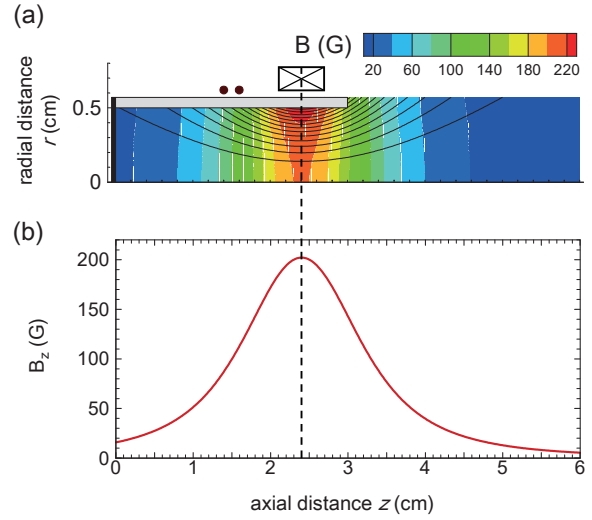 (a)
B (G)
20 60 100 140 180 220
radial distance
r (cm)
0.5
0
(b)
200
150
100
50
0
B_z (G)
0 1 2 3 4 5 6
axial distance z (cm)